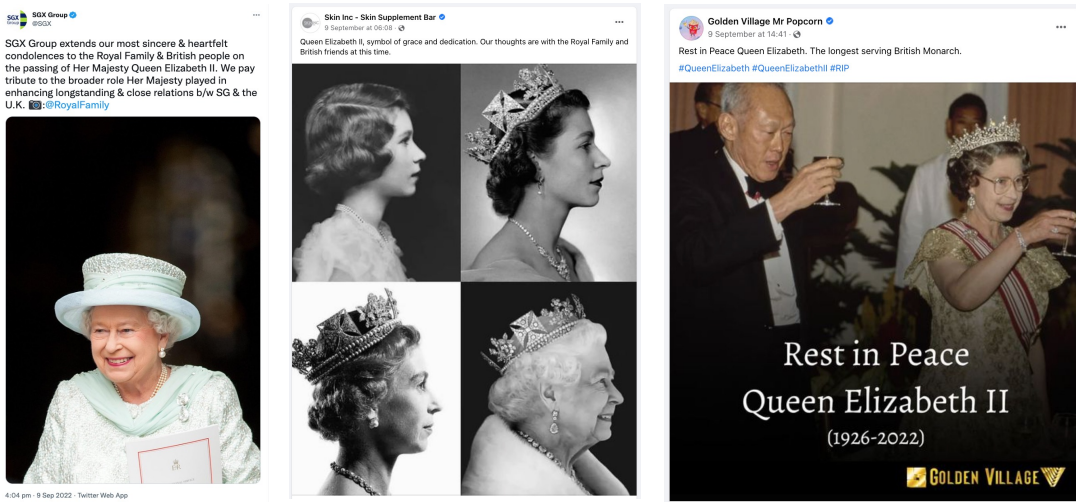 SGX Group
@SGX
SGX Group extends our most sincere & heartfelt
condolences to the Royal Family & British people on
the passing of Her Majesty Queen Elizabeth II. We pay
tribute to the broader role Her Majesty played in
enhancing longstanding & close relations b/w SG & the
U.K. 📷:@RoyalFamily
4:04 pm · 9 Sep 2022 · Twitter Web App
Skin Inc - Skin Supplement Bar
9 September at 06:08 ·
Queen Elizabeth II, symbol of grace and dedication. Our thoughts are with the Royal Family and
British friends at this time.
Golden Village Mr Popcorn
9 September at 14:41 ·
Rest in Peace Queen Elizabeth. The longest serving British Monarch.
#QueenElizabeth #QueenElizabethII #RIP
Rest in Peace
Queen Elizabeth II
(1926-2022)
GOLDEN VILLAGE